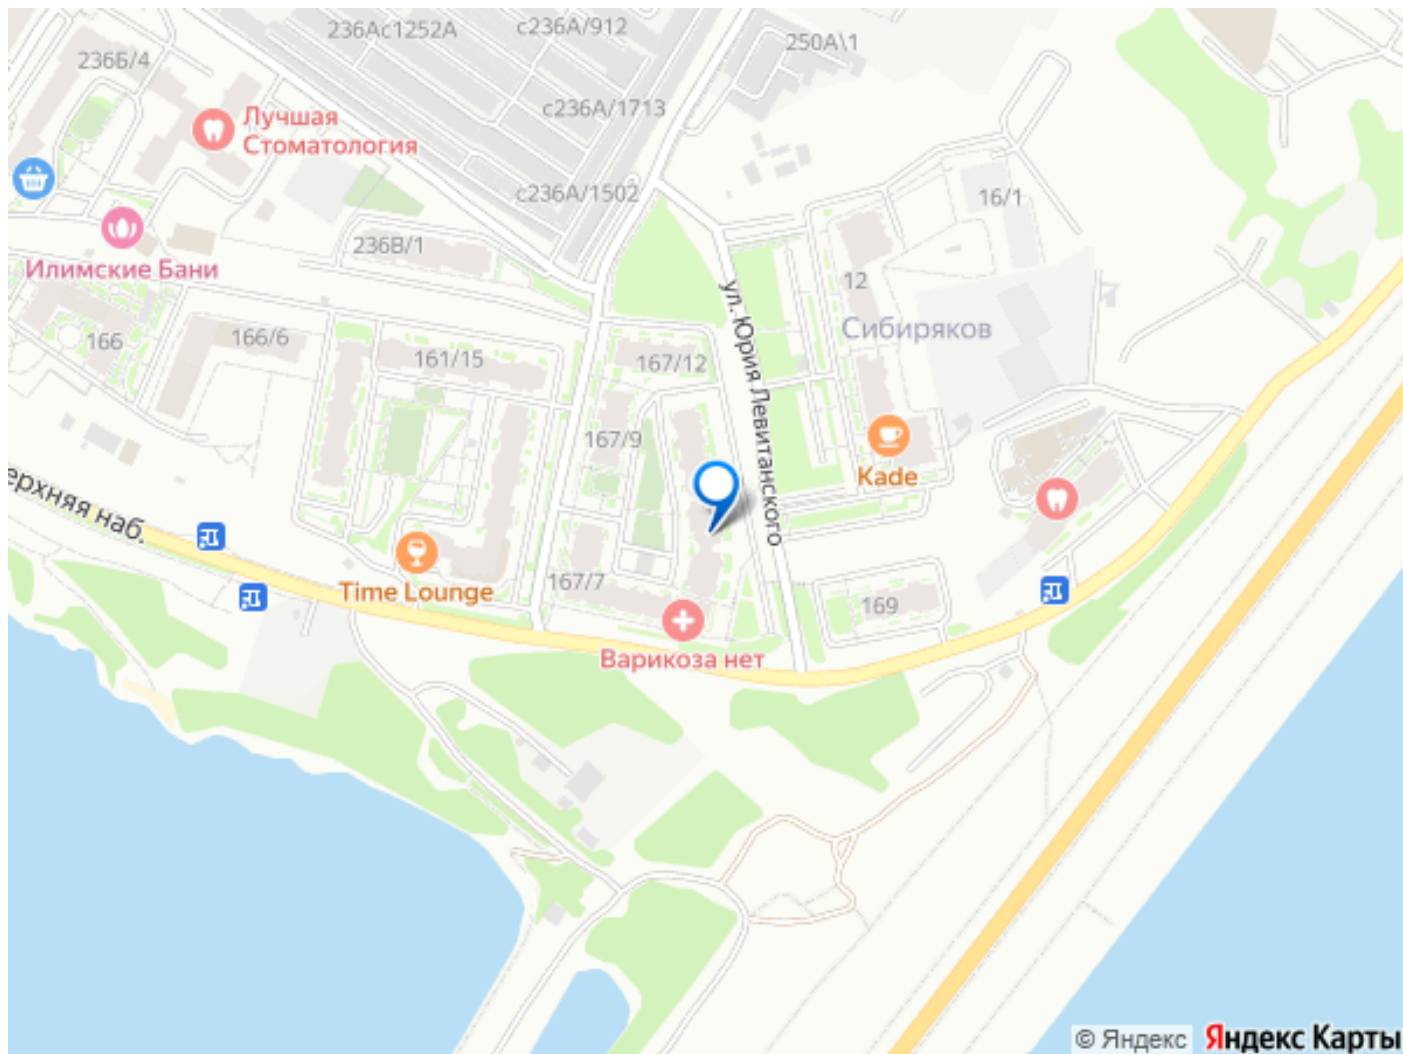 236Ас1252А
с236А/912
250А\1
236Б/4
с236А/1713
Лучшая
Стоматология
с236А/1502
16/1
236В/1
Илимские Бани
12
ул. Юрия Левитанского
Сибиряков
166
166/6
161/15
167/12
167/9
Kade
ерхняя наб.
Time Lounge
167/7
169
Варикоза нет
© Яндекс Яндекс Карты